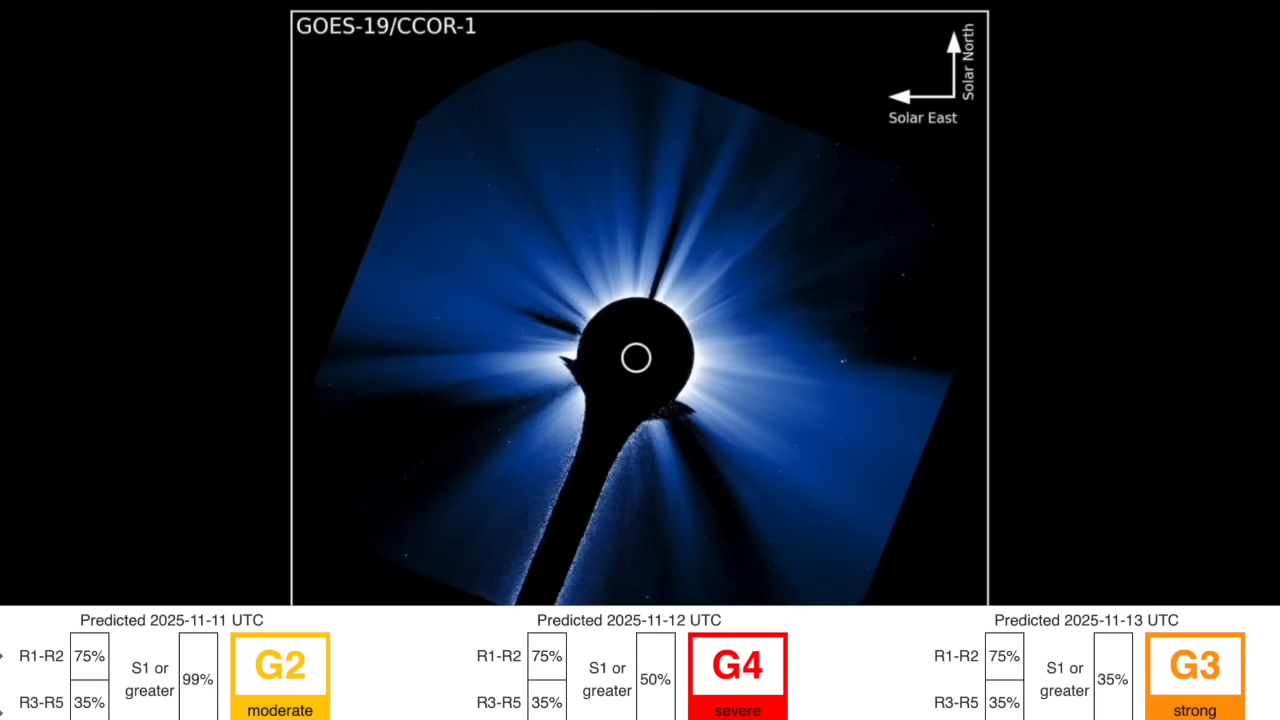 GOES-19/CCOR-1
Solar North
Solar East
Predicted 2025-11-11 UTC
R1-R2 75%
S1 or greater 99%
R3-R5 35%
G2
moderate
Predicted 2025-11-12 UTC
R1-R2 75%
S1 or greater 50%
R3-R5 35%
G4
severe
Predicted 2025-11-13 UTC
R1-R2 75%
S1 or greater 35%
R3-R5 35%
G3
strong